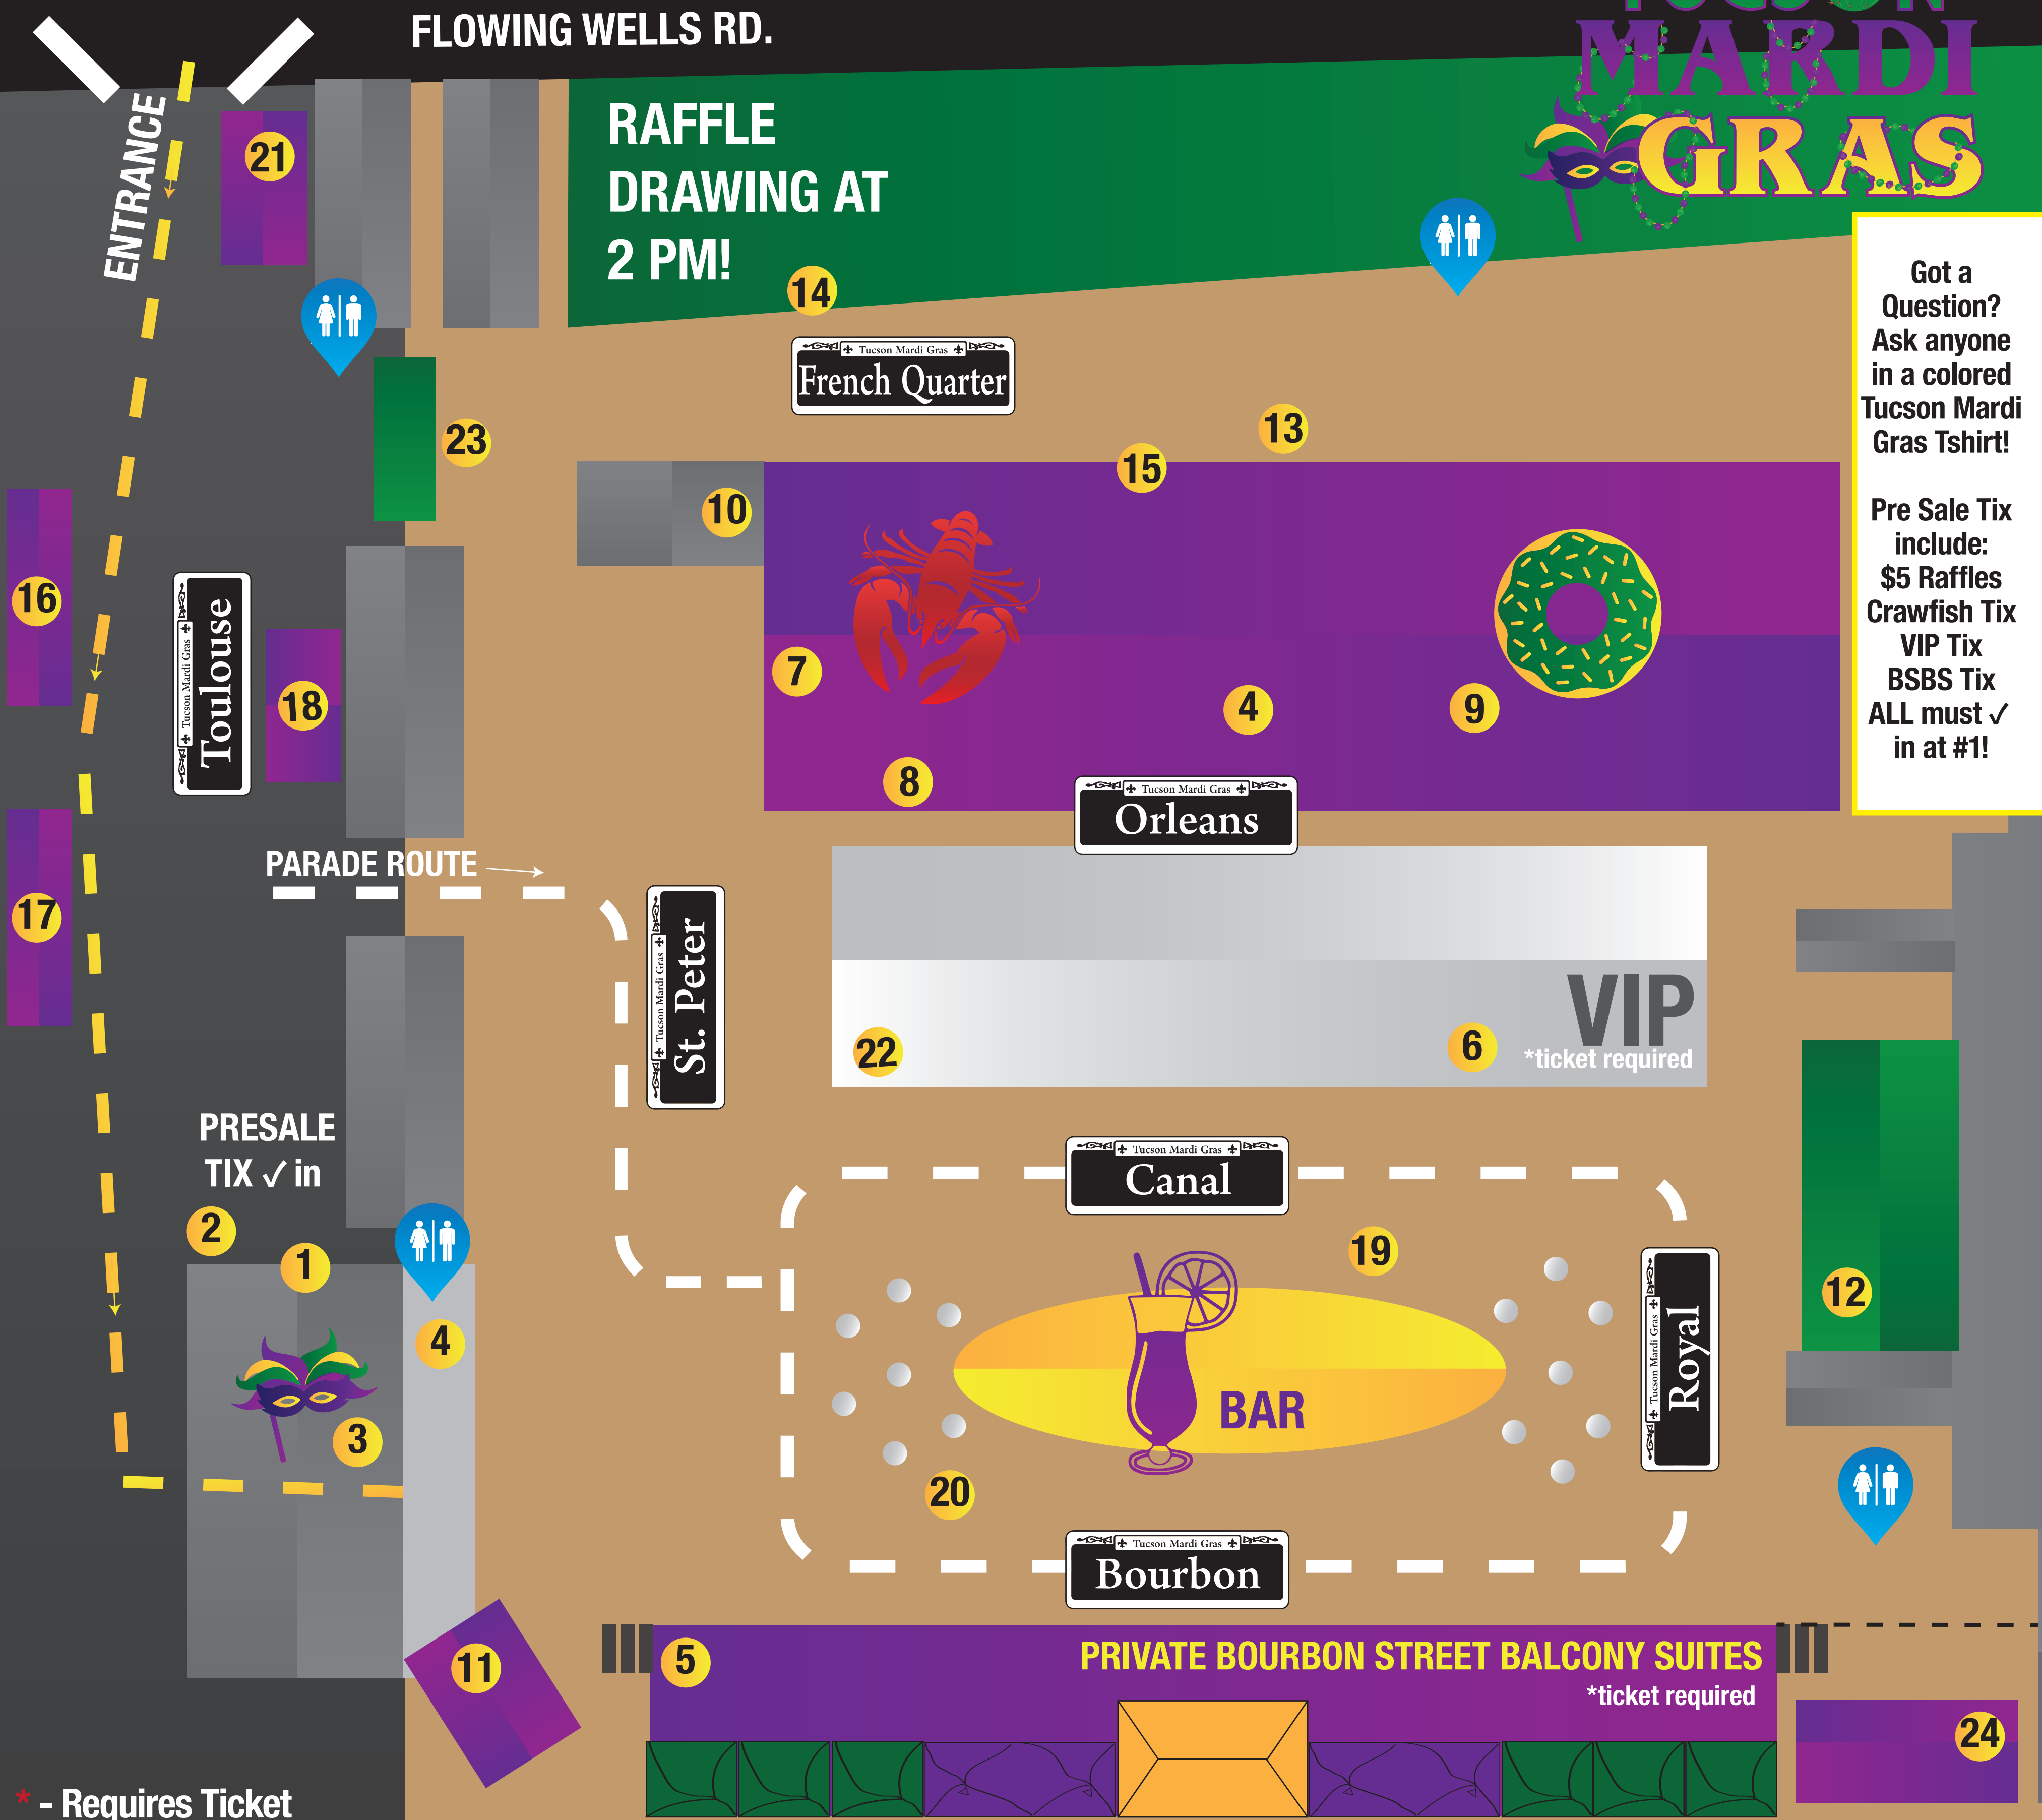 FLOWING WELLS RD.
TUCSON
MARDI
GRAS
ENTRANCE
21
RAFFLE
DRAWING AT
2 PM!
14
Tucson Mardi Gras
French Quarter
Got a
Question?
Ask anyone
in a colored
Tucson Mardi
Gras Tshirt!
Pre Sale Tix
include:
$5 Raffles
Crawfish Tix
VIP Tix
BSBS Tix
ALL must ✓
in at #1!
23
13
15
10
16
Tucson Mardi Gras
Toulouse
18
7
4
9
8
Tucson Mardi Gras
Orleans
PARADE ROUTE
17
Tucson Mardi Gras
St. Peter
VIP
*ticket required
22
6
PRESALE
TIX ✓ in
2
1
Tucson Mardi Gras
Canal
19
12
4
3
Tucson Mardi Gras
Royal
BAR
20
Tucson Mardi Gras
Bourbon
11
5
PRIVATE BOURBON STREET BALCONY SUITES
*ticket required
24
* - Requires Ticket